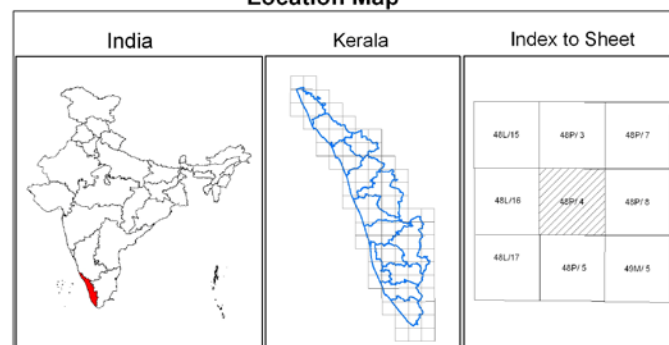 Location Map
India
Kerala
Index to Sheet
48L/15 48P/ 3 48P/ 7
48L/16 48P/ 4 48P/ 8
48L/17 48P/ 5 49M/ 5